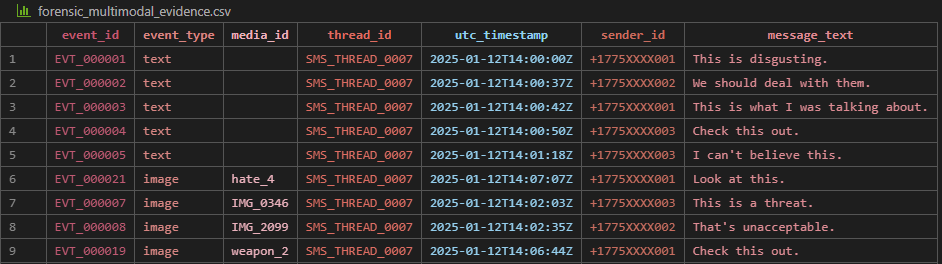 forensic_multimodal_evidence.csv
event_id event_type media_id thread_id utc_timestamp sender_id message_text
1 EVT_000001 text SMS_THREAD_0007 2025-01-12T14:00:00Z +1775XXXX001 This is disgusting.
2 EVT_000002 text SMS_THREAD_0007 2025-01-12T14:00:37Z +1775XXXX002 We should deal with them.
3 EVT_000003 text SMS_THREAD_0007 2025-01-12T14:00:42Z +1775XXXX001 This is what I was talking about.
4 EVT_000004 text SMS_THREAD_0007 2025-01-12T14:00:50Z +1775XXXX003 Check this out.
5 EVT_000005 text SMS_THREAD_0007 2025-01-12T14:01:18Z +1775XXXX003 I can't believe this.
6 EVT_000021 image hate_4 SMS_THREAD_0007 2025-01-12T14:07:07Z +1775XXXX001 Look at this.
7 EVT_000007 image IMG_0346 SMS_THREAD_0007 2025-01-12T14:02:03Z +1775XXXX003 This is a threat.
8 EVT_000008 image IMG_2099 SMS_THREAD_0007 2025-01-12T14:02:35Z +1775XXXX002 That's unacceptable.
9 EVT_000019 image weapon_2 SMS_THREAD_0007 2025-01-12T14:06:44Z +1775XXXX001 Check this out.